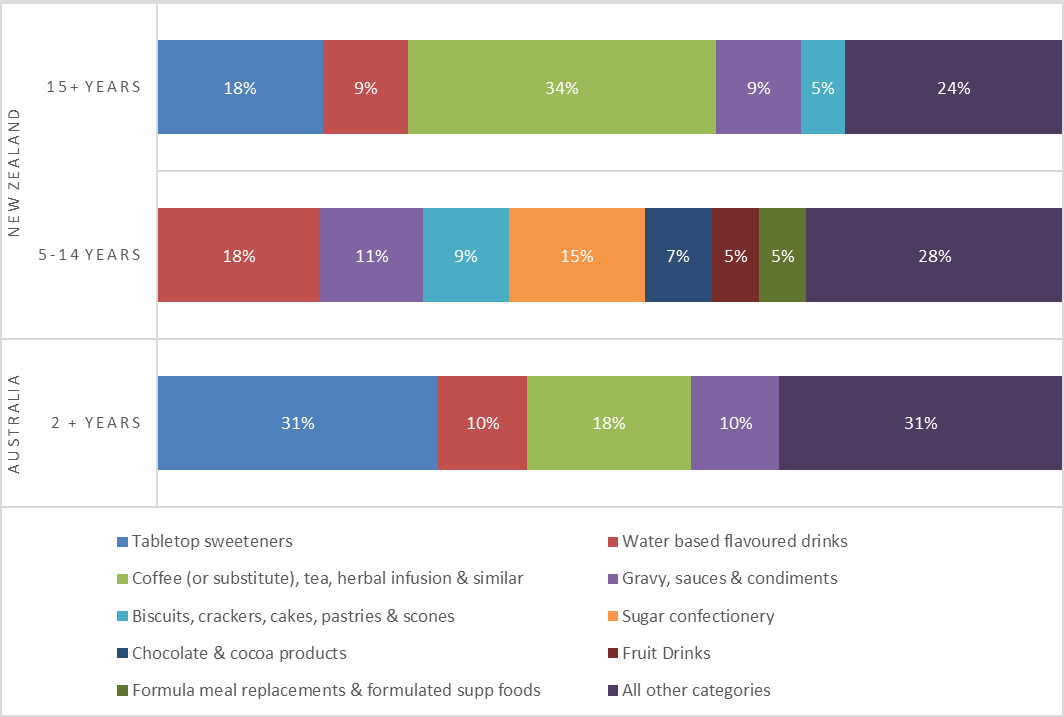 NEW ZEALAND
15+ YEARS
18% 9% 34% 9% 5% 24%
5-14 YEARS
18% 11% 9% 15% 7% 5% 5% 28%
AUSTRALIA
2 + YEARS
31% 10% 18% 10% 31%
Tabletop sweeteners
Water based flavoured drinks
Coffee (or substitute), tea, herbal infusion & similar
Gravy, sauces & condiments
Biscuits, crackers, cakes, pastries & scones
Sugar confectionery
Chocolate & cocoa products
Fruit Drinks
Formula meal replacements & formulated supp foods
All other categories